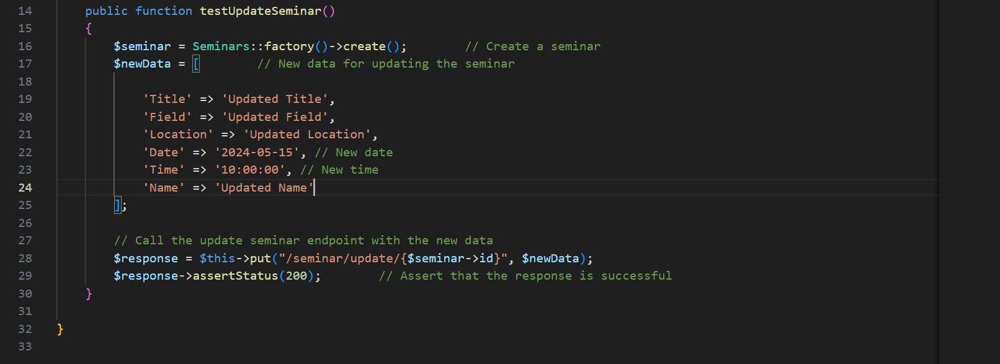 14 public function testUpdateSeminar()
15 {
16 $seminar = Seminars::factory()->create(); // Create a seminar
17 $newData = [ // New data for updating the seminar
18
19 'Title' => 'Updated Title',
20 'Field' => 'Updated Field',
21 'Location' => 'Updated Location',
22 'Date' => '2024-05-15', // New date
23 'Time' => '10:00:00', // New time
24 'Name' => 'Updated Name'
25 ];
26
27 // Call the update seminar endpoint with the new data
28 $response = $this->put("/seminar/update/{$seminar->id}", $newData);
29 $response->assertStatus(200); // Assert that the response is successful
30 }
31
32 }
33